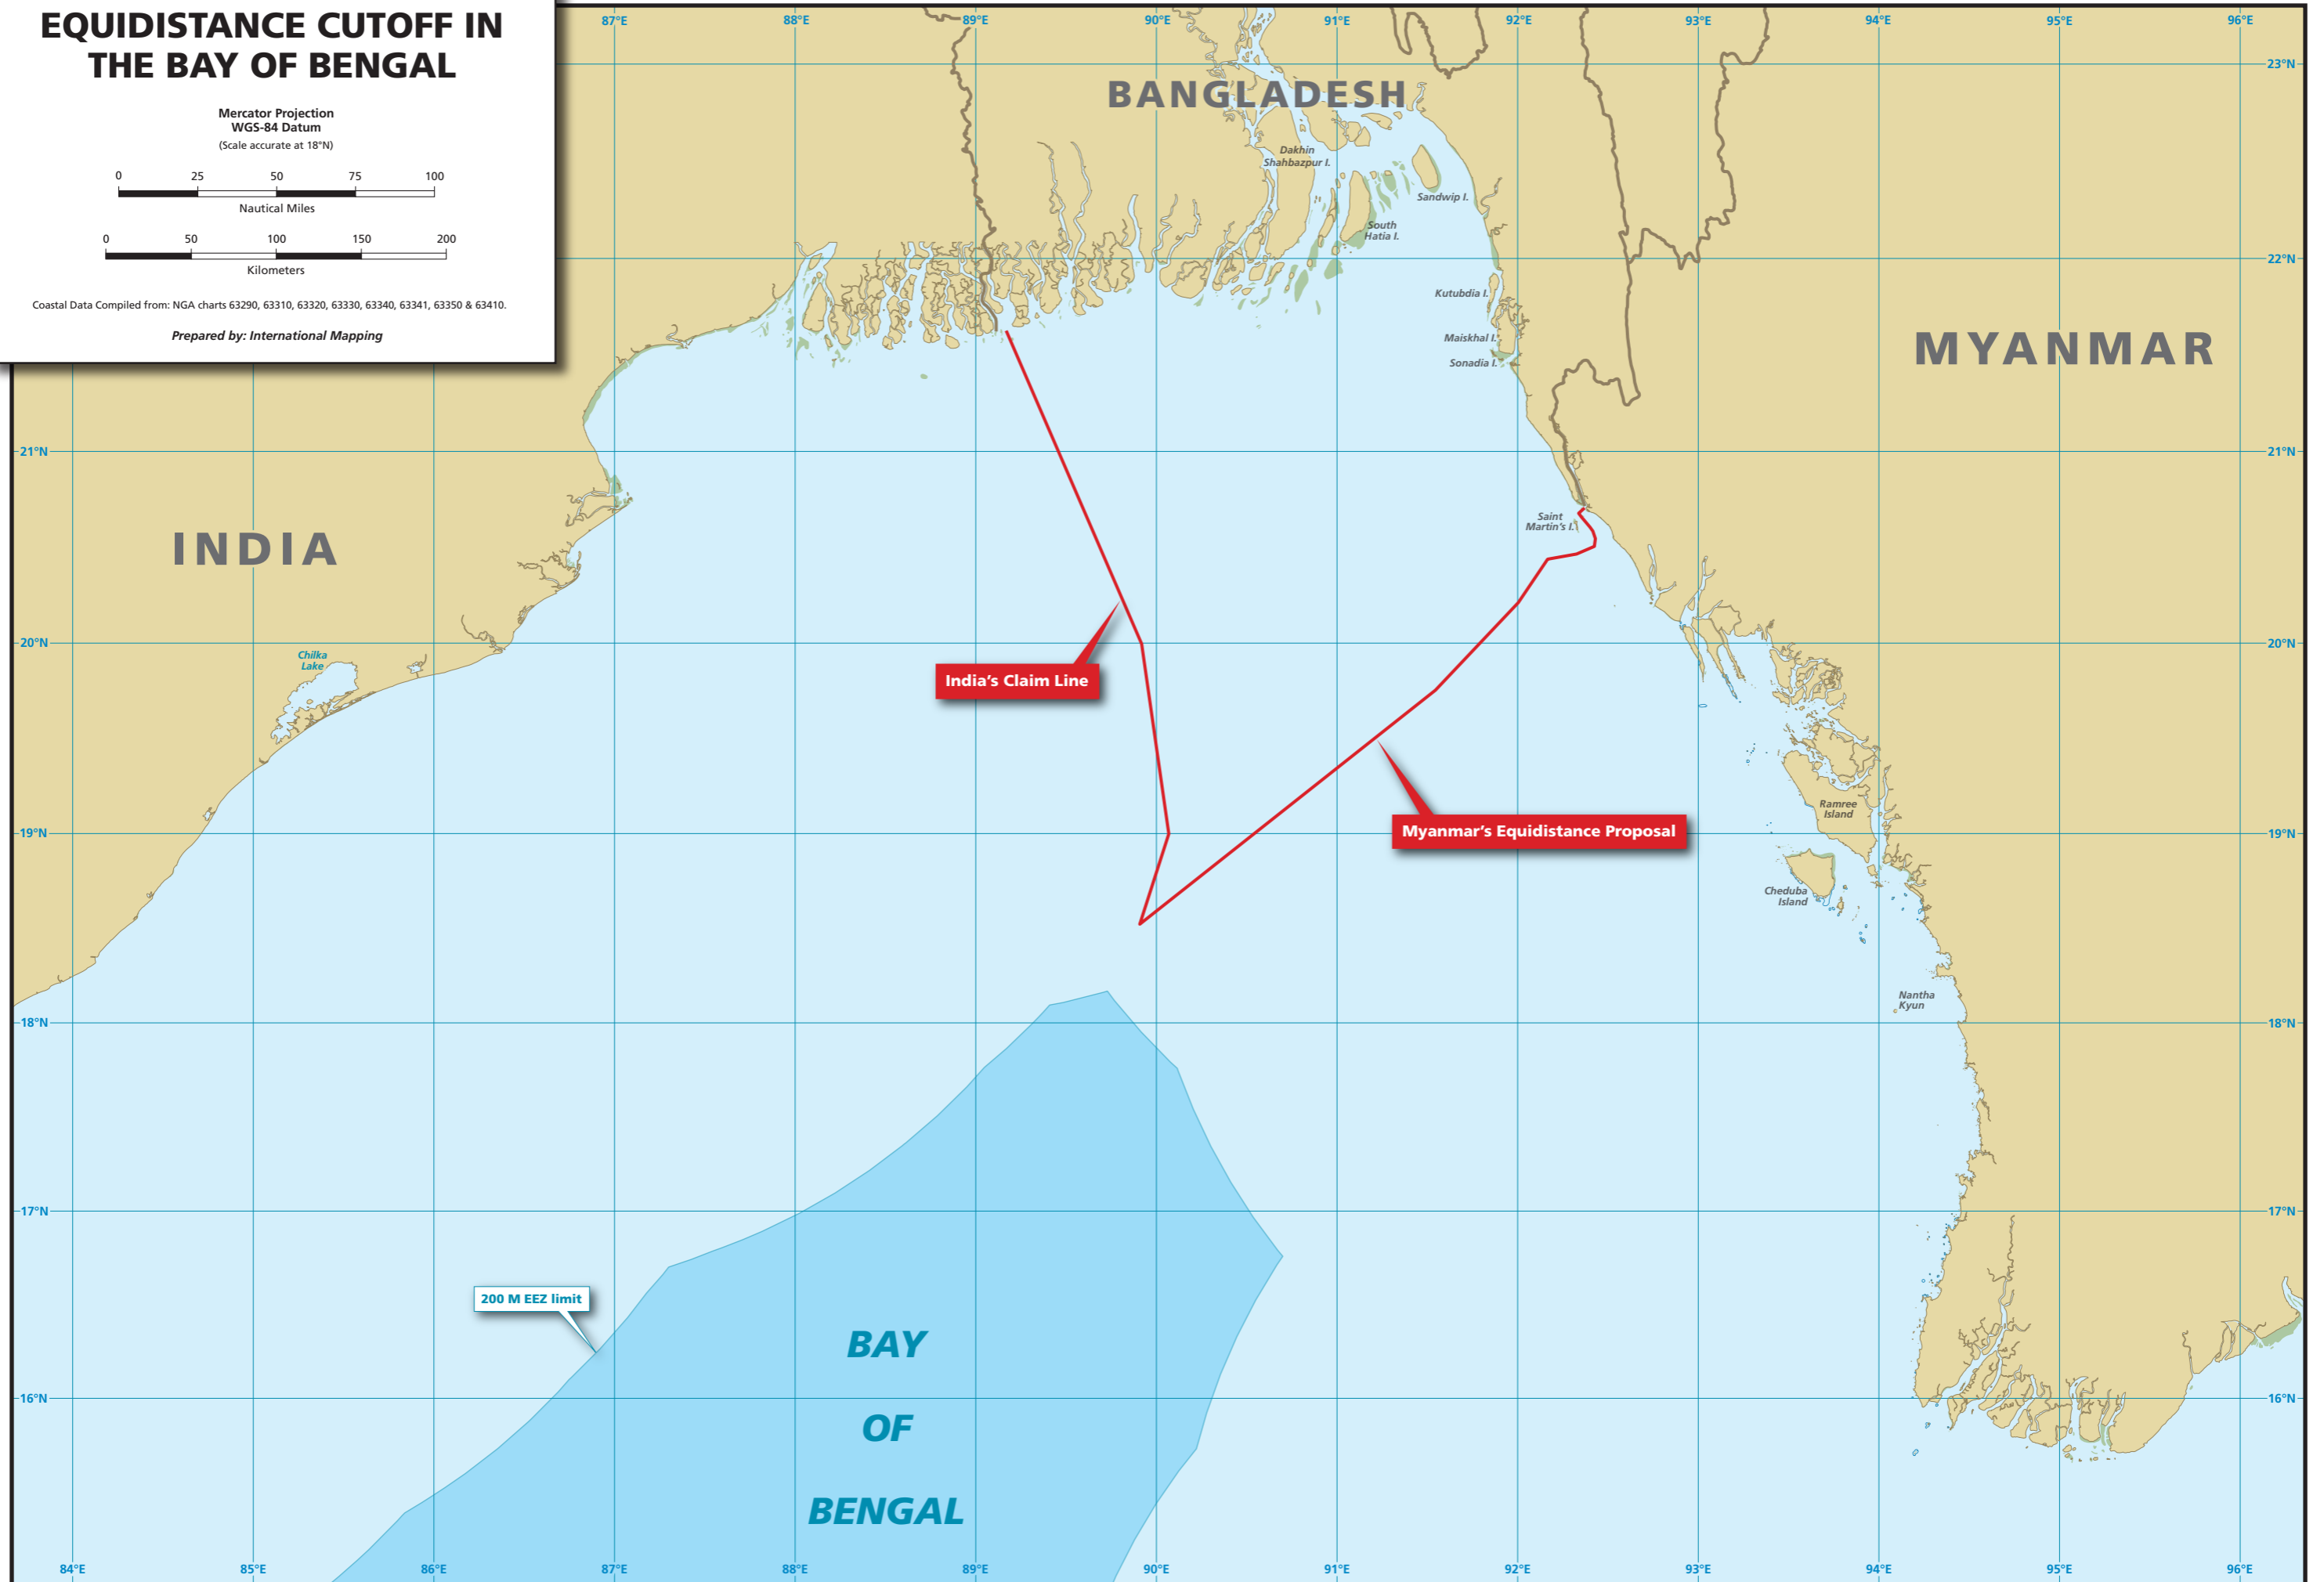 EQUIDISTANCE CUTOFF IN
THE BAY OF BENGAL
Mercator Projection
WGS-84 Datum
(Scale accurate at 18°N)
0 25 50 75 100
Nautical Miles
0 50 100 150 200
Kilometers
Coastal Data Compiled from: NGA charts 63290, 63310, 63320, 63330, 63340, 63341, 63350 & 63410.
Prepared by: International Mapping
87°E 88°E 89°E 90°E 91°E 92°E 93°E 94°E 95°E 96°E
23°N
BANGLADESH
Dakhin
Shahbazpur I.
Sandwip I.
South
Hatia I.
22°N
Kutubdia I.
Maiskhal I.
Sonadia I.
MYANMAR
21°N 21°N
INDIA
Saint
Martin's I.
20°N 20°N
Chilka
Lake
India's Claim Line
Myanmar's Equidistance Proposal
Ramree
Island
19°N 19°N
Cheduba
Island
Nantha
Kyun
18°N 18°N
17°N 17°N
200 M EEZ limit
BAY
OF
BENGAL
16°N 16°N
84°E 85°E 86°E 87°E 88°E 89°E 90°E 91°E 92°E 93°E 94°E 95°E 96°E